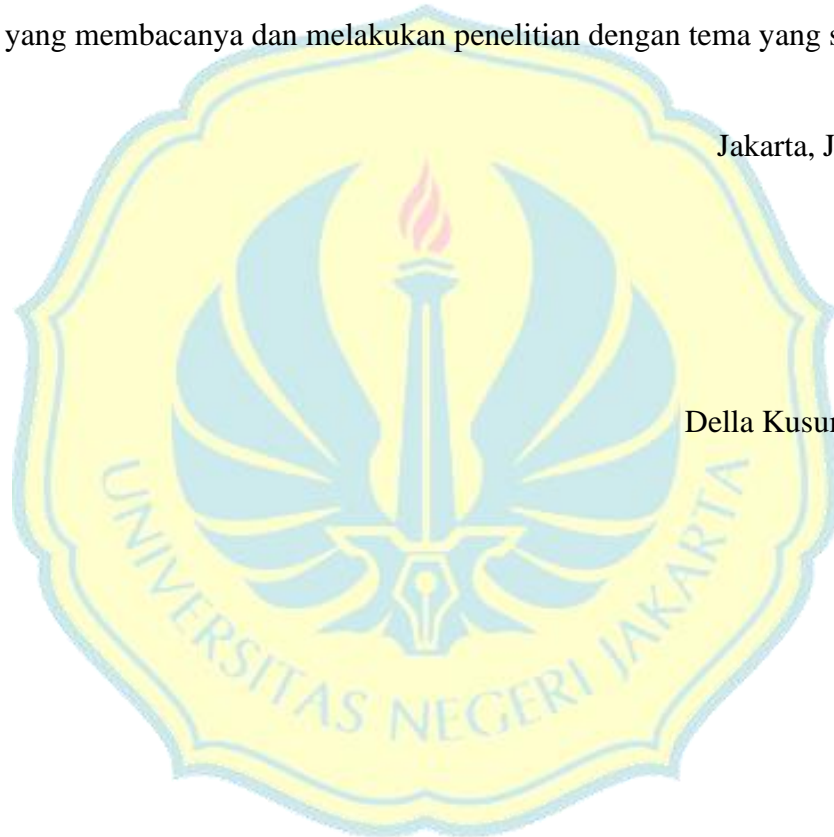 yang membacanya dan melakukan penelitian dengan tema yang
Jakarta,
Della
UNIVERSITAS NEGERI JAKARTA